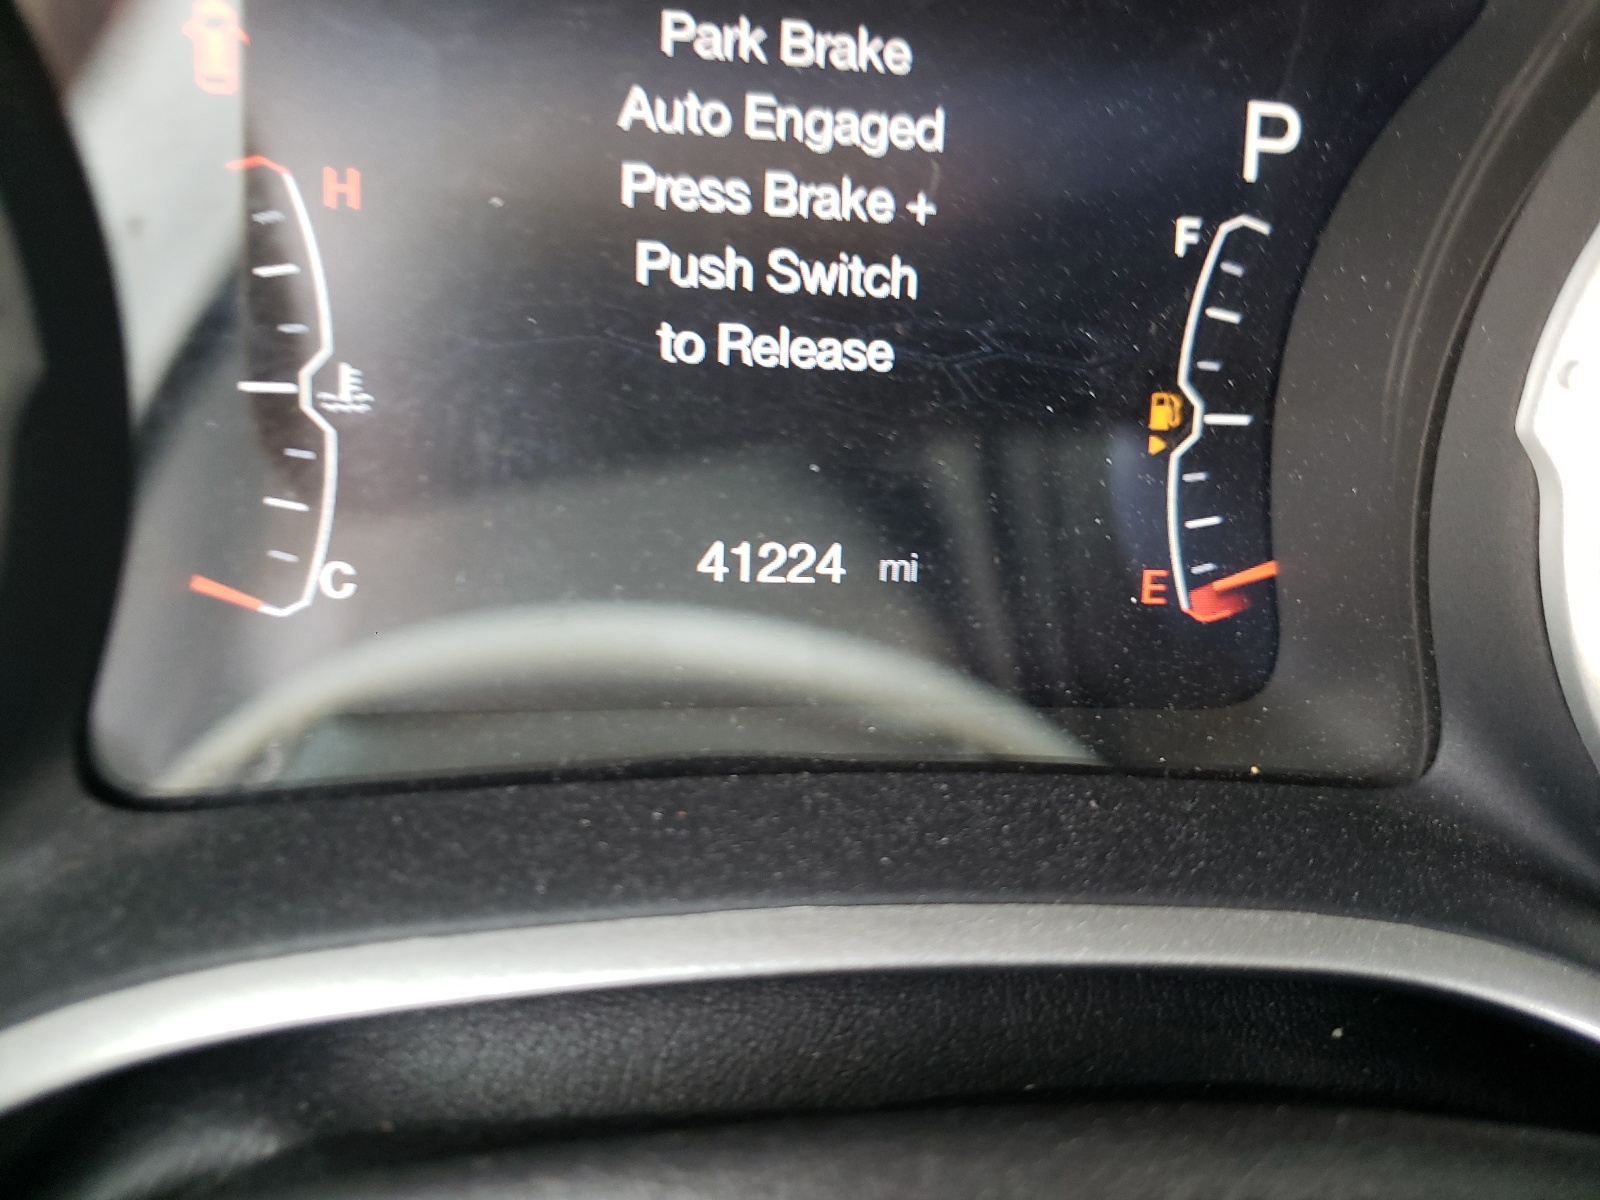 Park Brake
Auto Engaged
P
Press Brake +
H
F
Push Switch
to Release
41224 mi
C
E